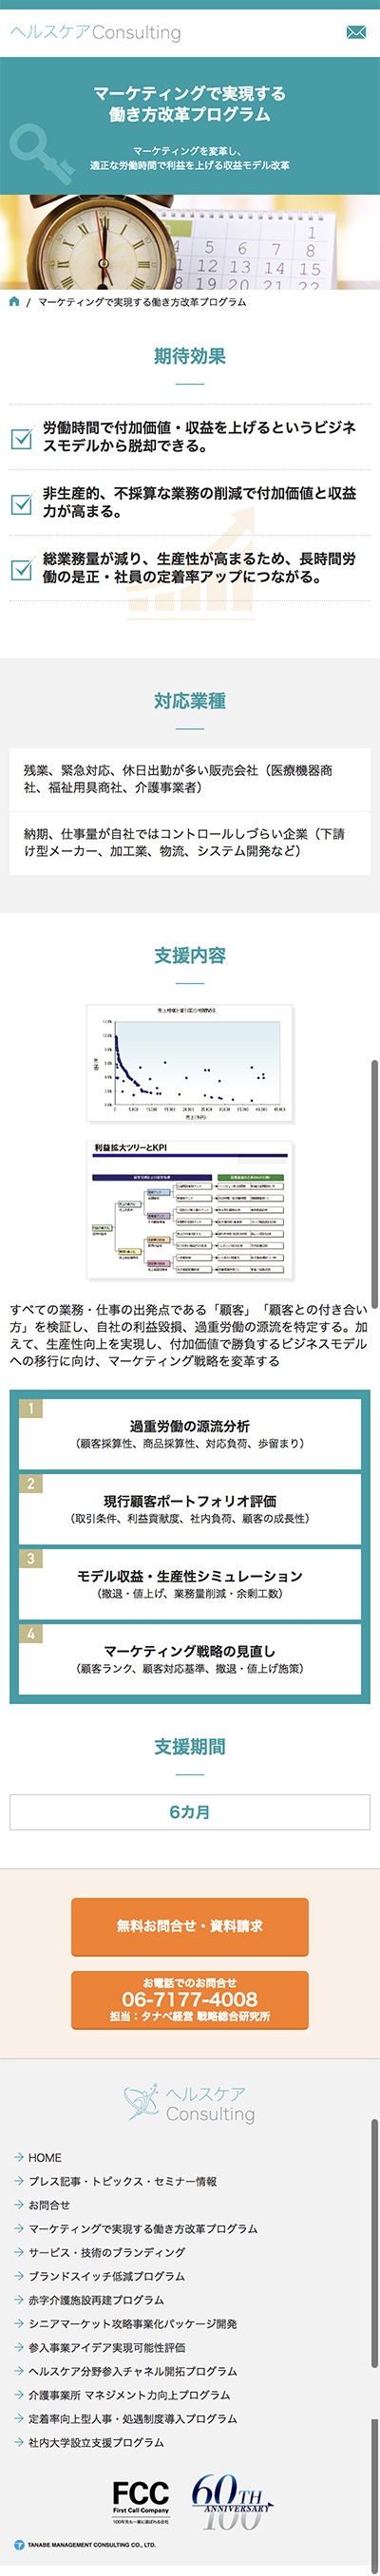 ヘルスケアConsulting
マーケティングで実現する
働き方改革プログラム
マーケティングを変革し、
適正な労働時間で利益を上げる収益モデル改革
/ マーケティングで実現する働き方改革プログラム
期待効果
労働時間で付加価値・収益を上げるというビジネ
スモデルから脱却できる。
非生産的、不採算な業務の削減で付加価値と収益
力が高まる。
総業務量が減り、生産性が高まるため、長時間労
働の是正・社員の定着率アップにつながる。
対応業種
残業、緊急対応、休日出勤が多い販売会社（医療機器商
社、福祉用具商社、介護事業者）
納期、仕事量が自社ではコントロールしづらい企業（下請
け型メーカー、加工業、物流、システム開発など）
支援内容
利益拡大ツリーとKPI
すべての業務・仕事の出発点である「顧客」「顧客との付き合い
方」を検証し、自社の利益毀損、過重労働の源流を特定する。加
えて、生産性向上を実現し、付加価値で勝負するビジネスモデル
への移行に向け、マーケティング戦略を変革する
1
過重労働の源流分析
（顧客採算性、商品採算性、対応負荷、歩留まり）
2
現行顧客ポートフォリオ評価
（取引条件、利益貢献度、社内負荷、顧客の成長性）
3
モデル収益・生産性シミュレーション
（撤退・値上げ、業務量削減・余剰工数）
4
マーケティング戦略の見直し
（顧客ランク、顧客対応基準、撤退・値上げ施策）
支援期間
6カ月
無料お問合せ・資料請求
お電話でのお問合せ
06-7177-4008
担当：タナベ経営 戦略総合研究所
ヘルスケア
Consulting
HOME
プレス記事・トピックス・セミナー情報
お問合せ
マーケティングで実現する働き方改革プログラム
サービス・技術のブランディング
ブランドスイッチ低減プログラム
赤字介護施設再建プログラム
シニアマーケット攻略事業化パッケージ開発
参入事業アイデア実現可能性評価
ヘルスケア分野参入チャネル開拓プログラム
介護事業所 マネジメント力向上プログラム
定着率向上型人事・処遇制度導入プログラム
社内大学設立支援プログラム
FCC
First Call Company
100年先も一番に選ばれる会社
60TH
ANNIVERSARY
100
TANABE MANAGEMENT CONSULTING CO., LTD.